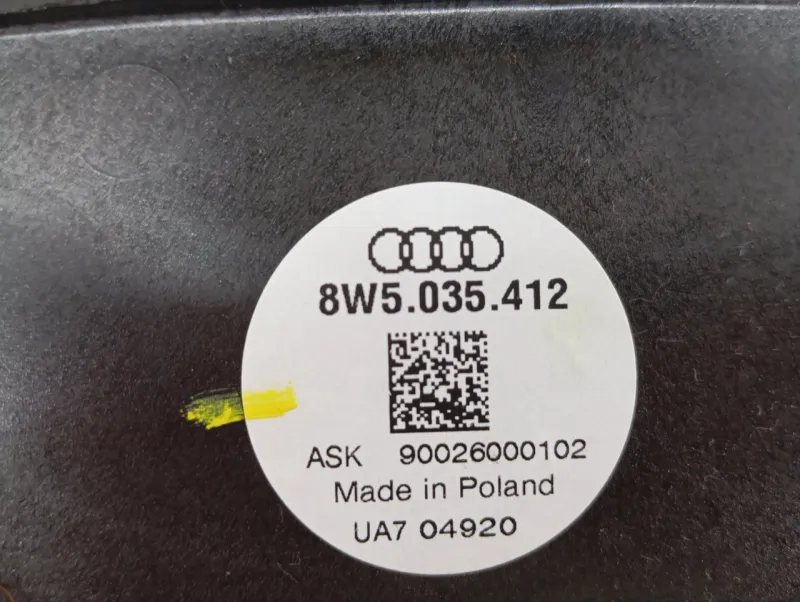 8W5.035.412
ASK 90026000102
Made in Poland
UA7 04920